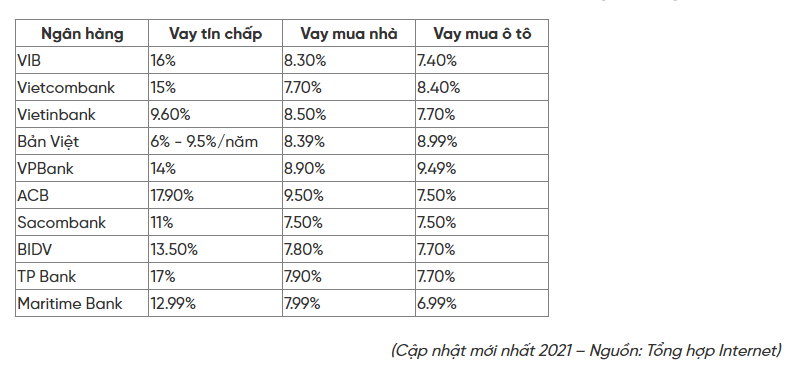 Ngân hàng Vay tín chấp Vay mua nhà Vay mua ô tô
VIB 16% 8.30% 7.40%
Vietcombank 15% 7.70% 8.40%
Vietinbank 9.60% 8.50% 7.70%
Bản Việt 6% - 9.5%/năm 8.39% 8.99%
VPBank 14% 8.90% 9.49%
ACB 17.90% 9.50% 7.50%
Sacombank 11% 7.50% 7.50%
BIDV 13.50% 7.80% 7.70%
TP Bank 17% 7.90% 7.70%
Maritime Bank 12.99% 7.99% 6.99%
(Cập nhật mới nhất 2021 – Nguồn: Tổng hợp Internet)